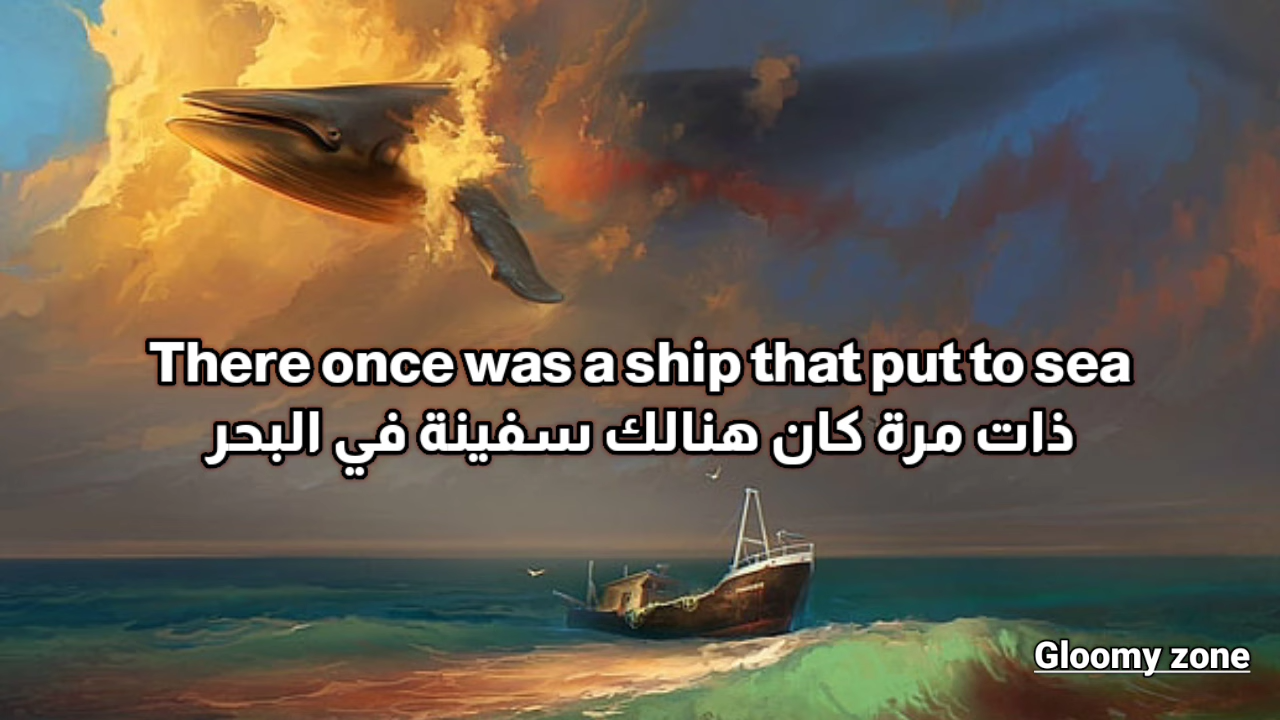 There once was a ship that put to sea
ذات مرة كان هنالك سفينة في البحر
Gloomy zone